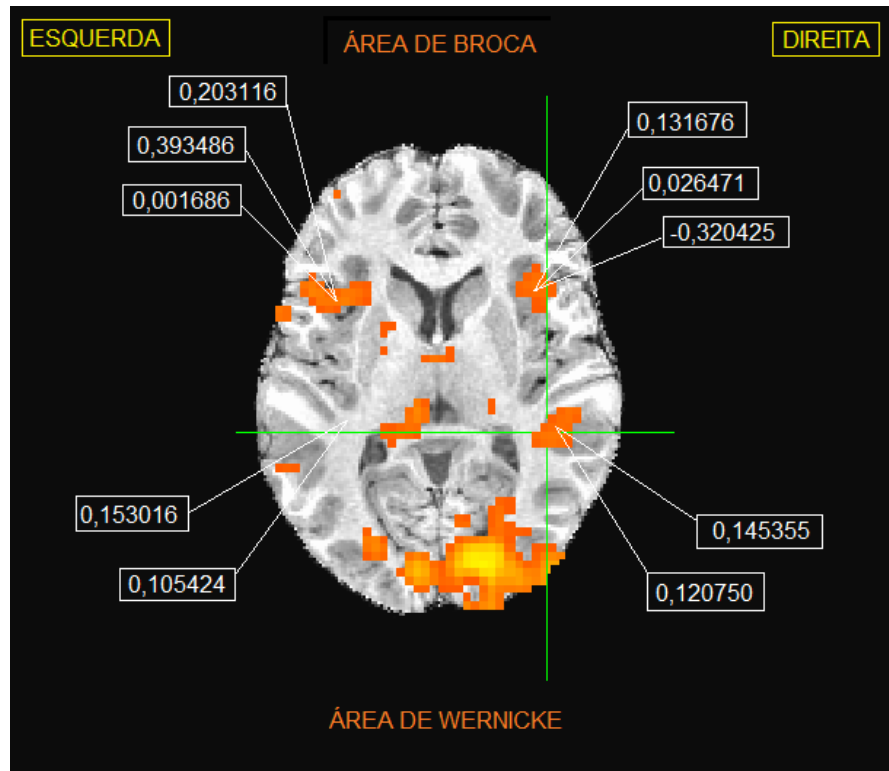 ESQUERDA
ÁREA DE BROCA
DIREITA
0,203116
0,131676
0,393486
0,026471
0,001686
-0,320425
0,153016
0,145355
0,105424
0,120750
ÁREA DE WERNICKE